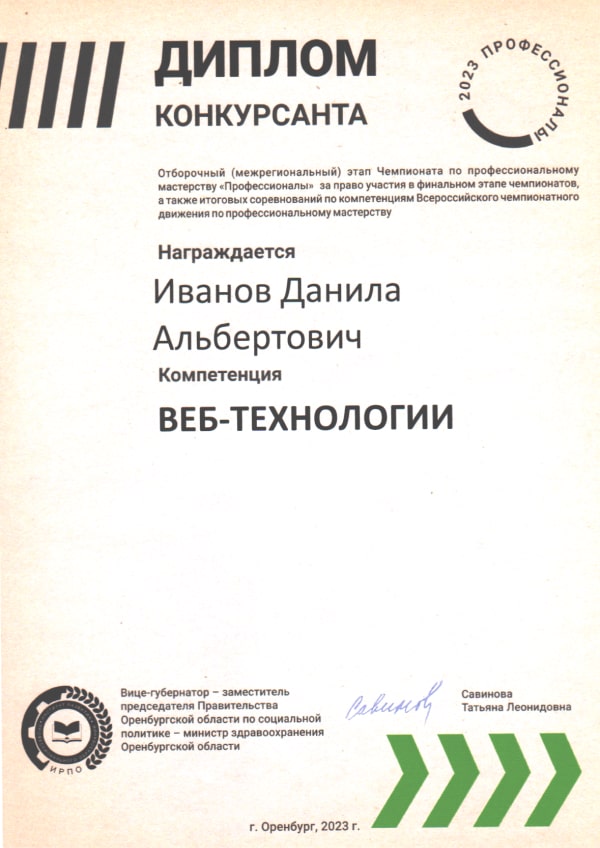 ДИПЛОМ
КОНКУРСАНТА
2023 ПРОФЕССИОНАЛЫ
Отборочный (межрегиональный) этап Чемпионата по профессиональному
мастерству «Профессионалы» за право участия в финальном этапе чемпионатов,
а также итоговых соревнований по компетенциям Всероссийского чемпионатного
движения по профессиональному мастерству
Награждается
Иванов Данила
Альбертович
Компетенция
ВЕБ-ТЕХНОЛОГИИ
Вице-губернатор – заместитель
председателя Правительства
Оренбургской области по социальной
политике – министр здравоохранения
Оренбургской области
Савинова
Татьяна Леонидовна
ИРПО
г. Оренбург, 2023 г.